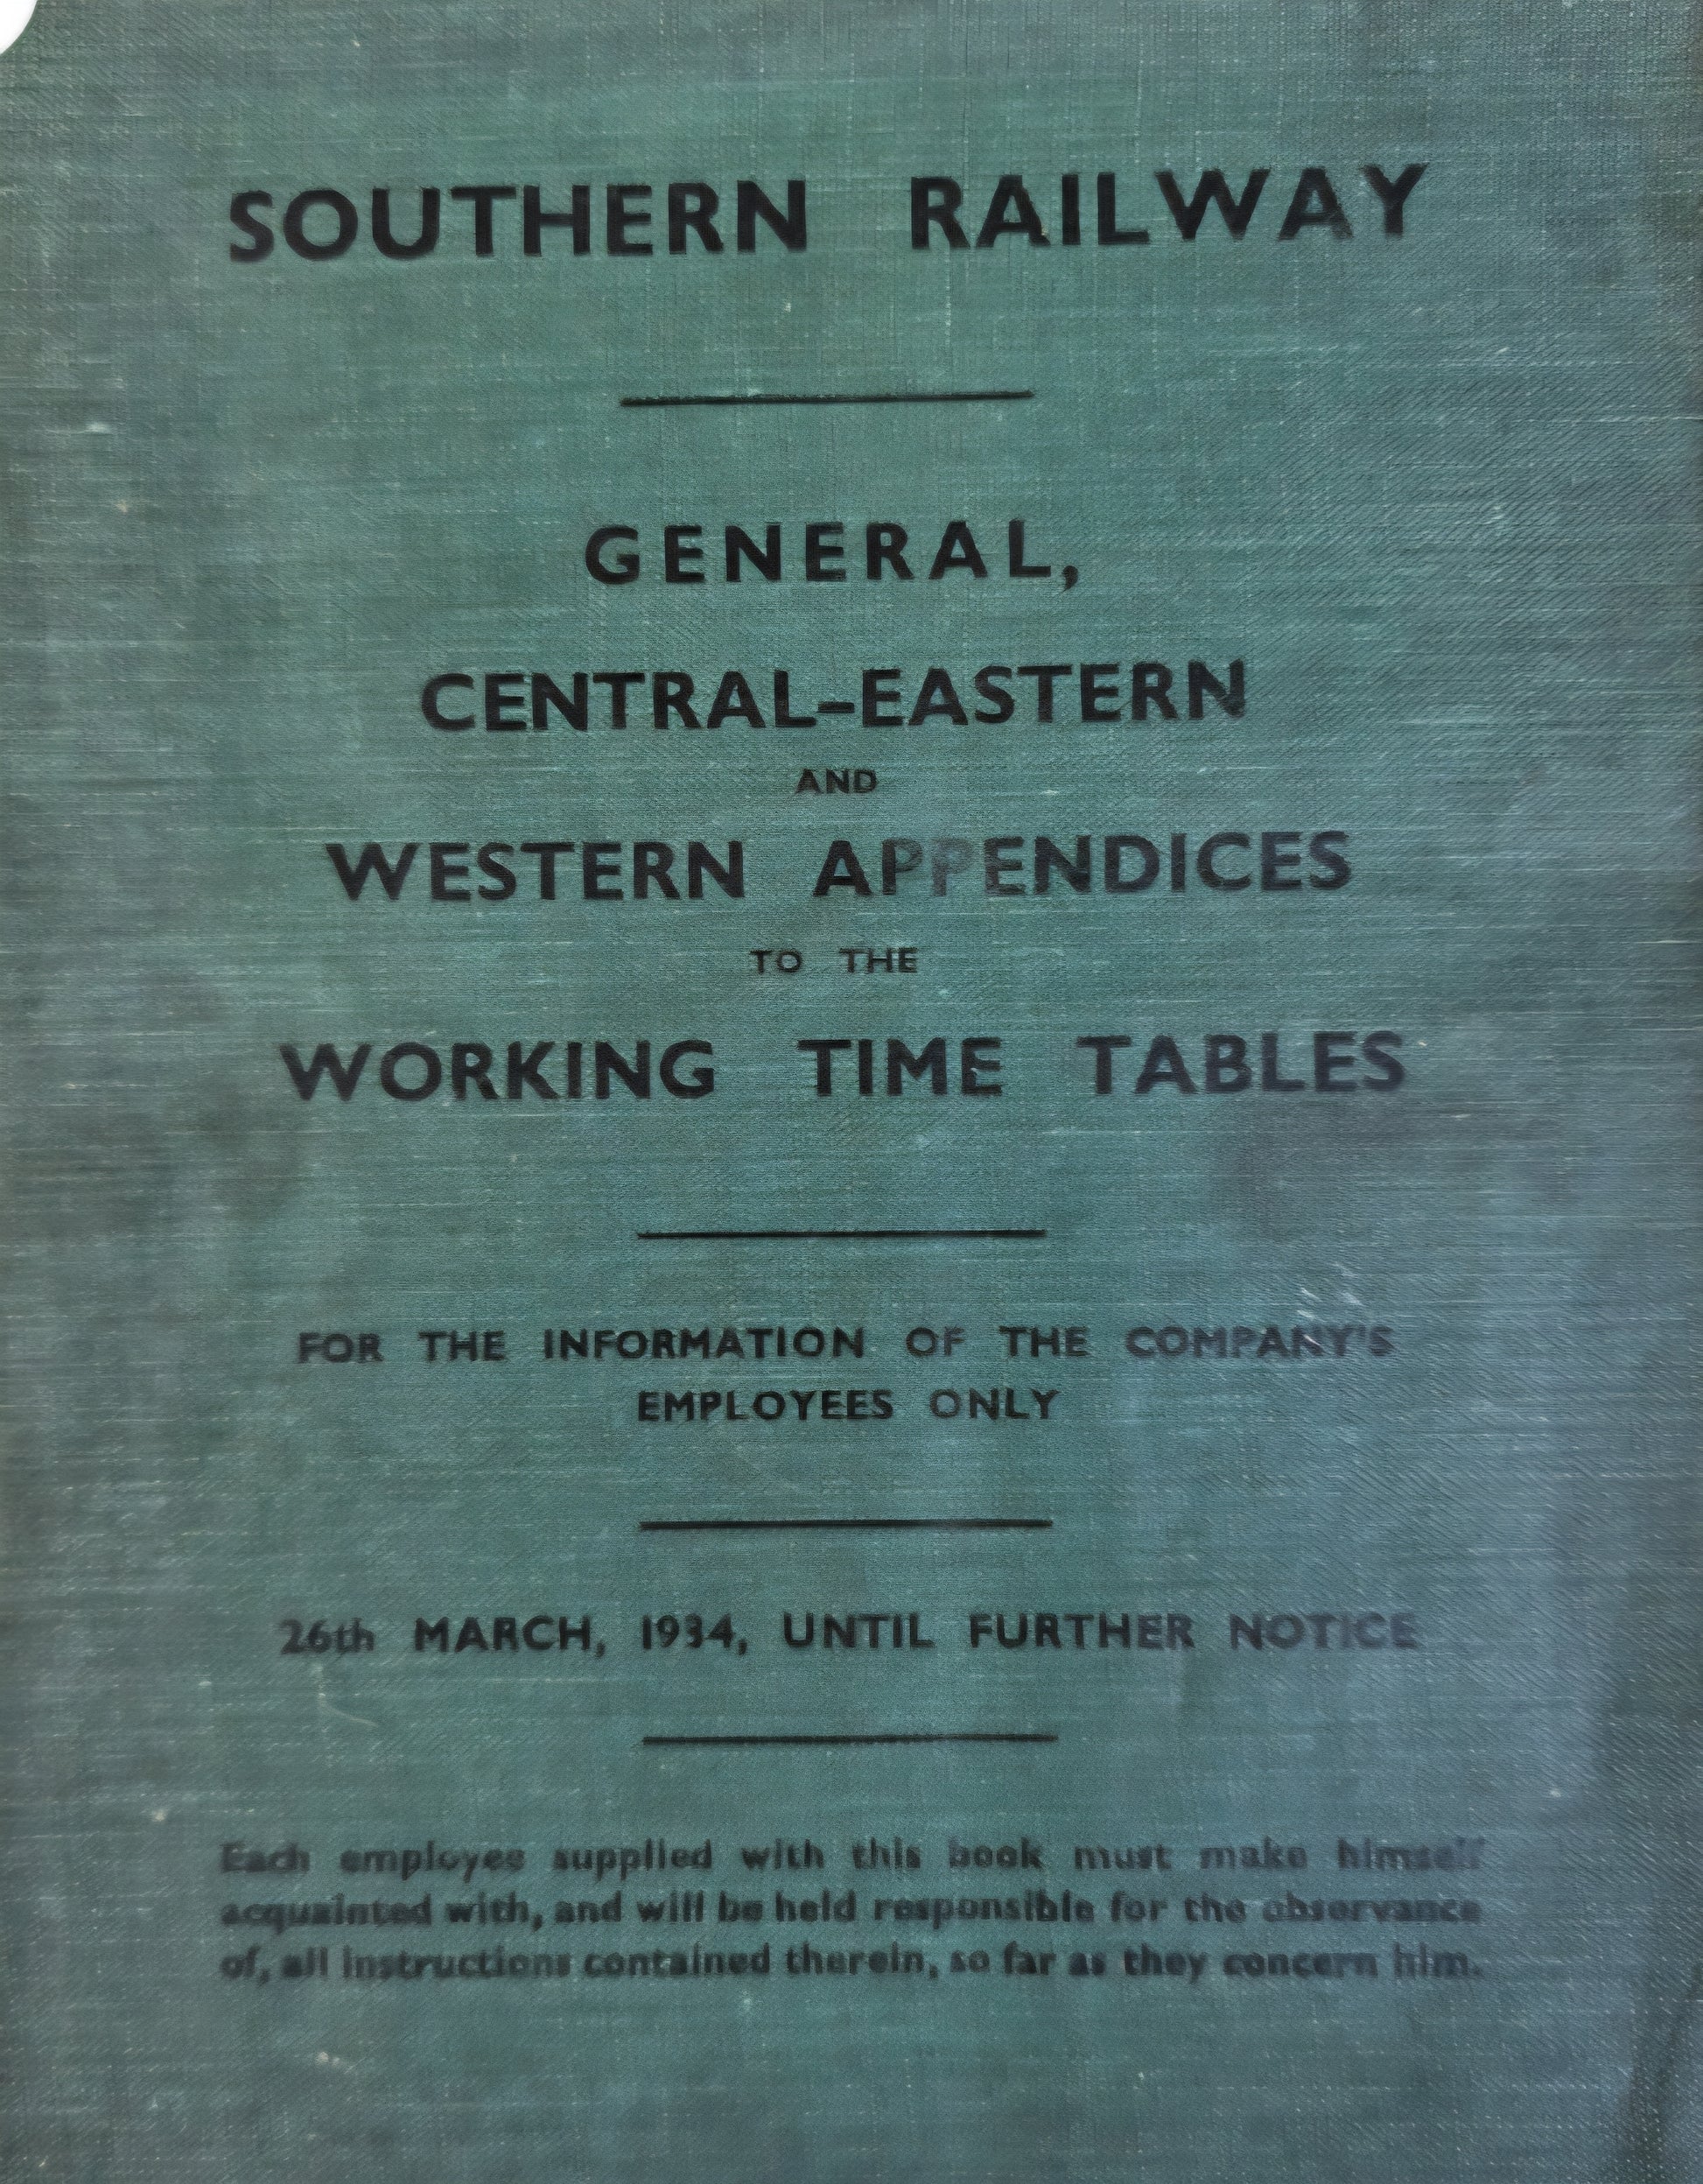 SOUTHERN RAILWAY
GENERAL,
CENTRAL-EASTERN
AND
WESTERN APPENDICES
TO THE
WORKING TIME TABLES
FOR THE INFORMATION OF THE COMPANY'S
EMPLOYEES ONLY
26th MARCH, 1934, UNTIL FURTHER NOTICE
Each employee supplied with this book must make himself
acquainted with, and will be held responsible for the observance
of, all instructions contained therein, so far as they concern him.